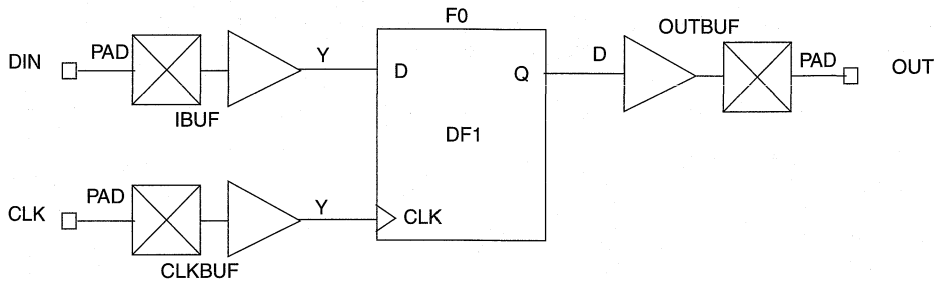 F0
OUTBUF
DIN PAD Y D Q D PAD OUT
IBUF
DF1
CLK PAD Y CLK
CLKBUF